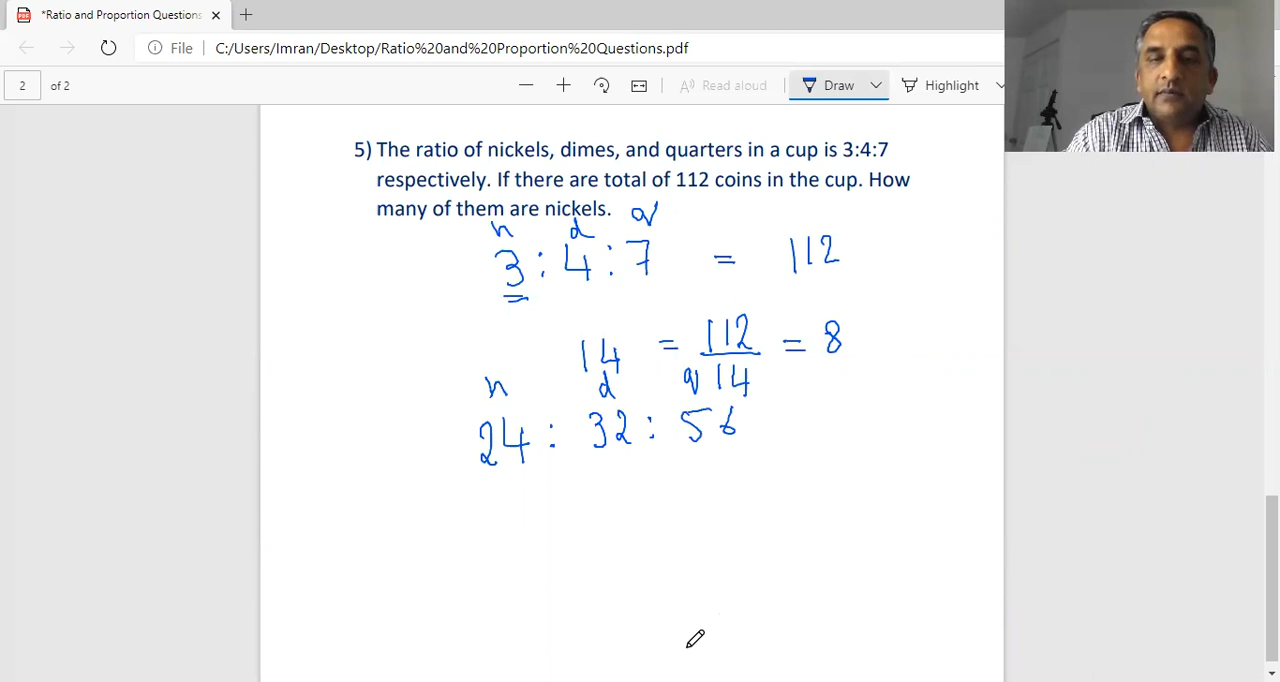 *Ratio and Proportion Questions
File C:/Users/Imran/Desktop/Ratio%20and%20Proportion%20Questions.pdf
2 of 2 Read aloud Draw Highlight
5) The ratio of nickels, dimes, and quarters in a cup is 3:4:7
respectively. If there are total of 112 coins in the cup. How
many of them are nickels.
n d q
3 : 4 : 7 = 112
14 = 112/14 = 8
n d q
24 : 32 : 56